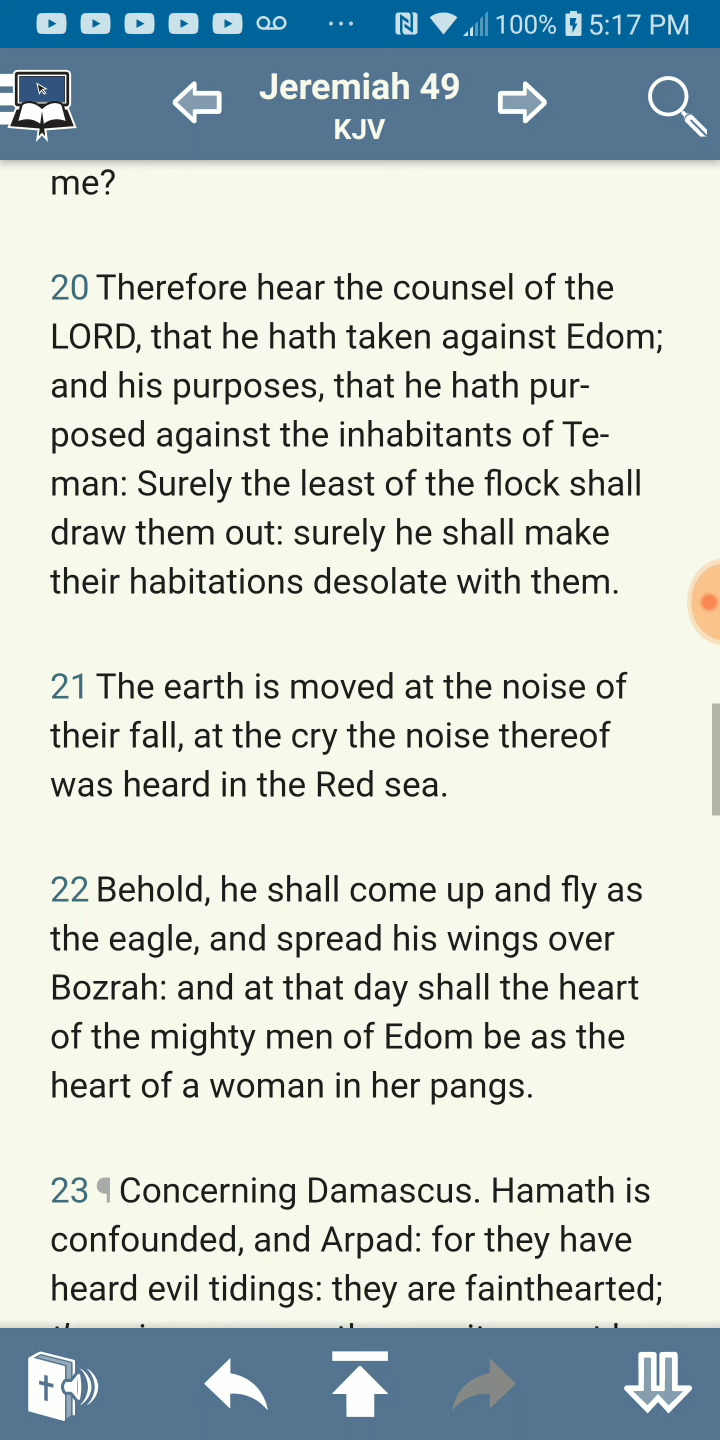 100% 5:17 PM
Jeremiah 49
KJV
me?
20 Therefore hear the counsel of the
LORD, that he hath taken against Edom;
and his purposes, that he hath pur-
posed against the inhabitants of Te-
man: Surely the least of the flock shall
draw them out: surely he shall make
their habitations desolate with them.
21 The earth is moved at the noise of
their fall, at the cry the noise thereof
was heard in the Red sea.
22 Behold, he shall come up and fly as
the eagle, and spread his wings over
Bozrah: and at that day shall the heart
of the mighty men of Edom be as the
heart of a woman in her pangs.
23 ¶ Concerning Damascus. Hamath is
confounded, and Arpad: for they have
heard evil tidings: they are fainthearted;